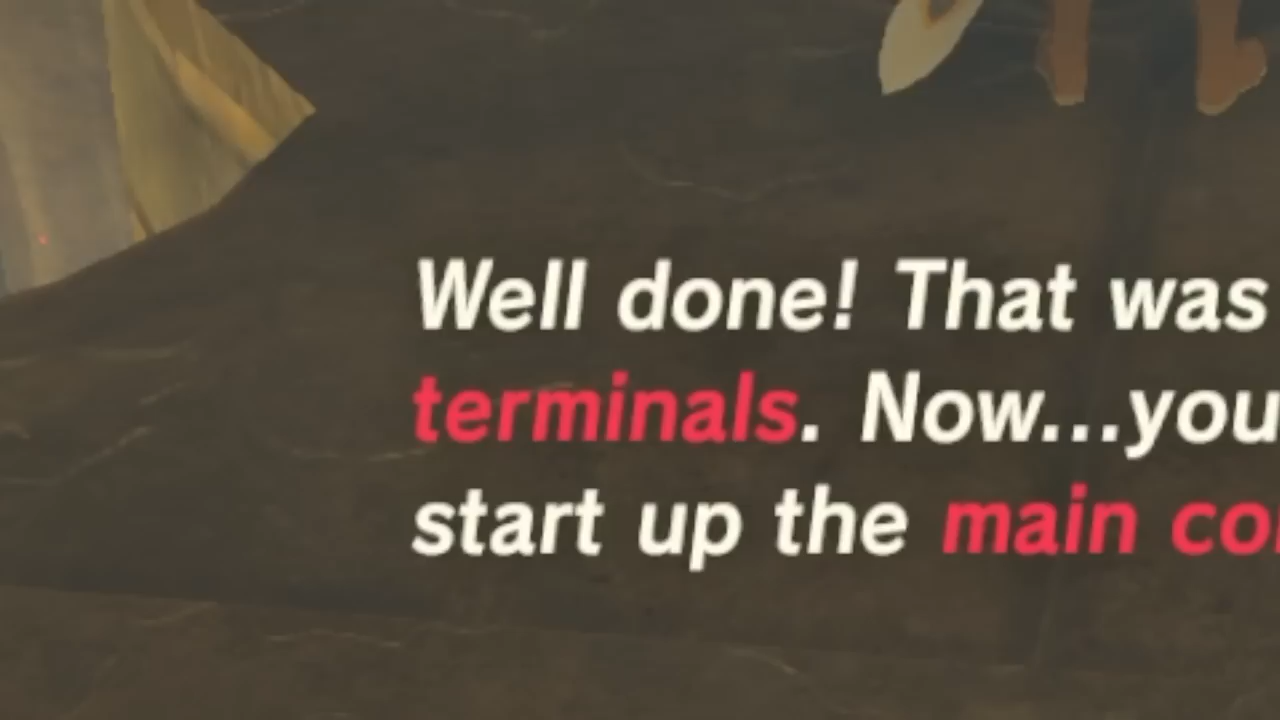 Well done! That was
terminals. Now...you
start up the main